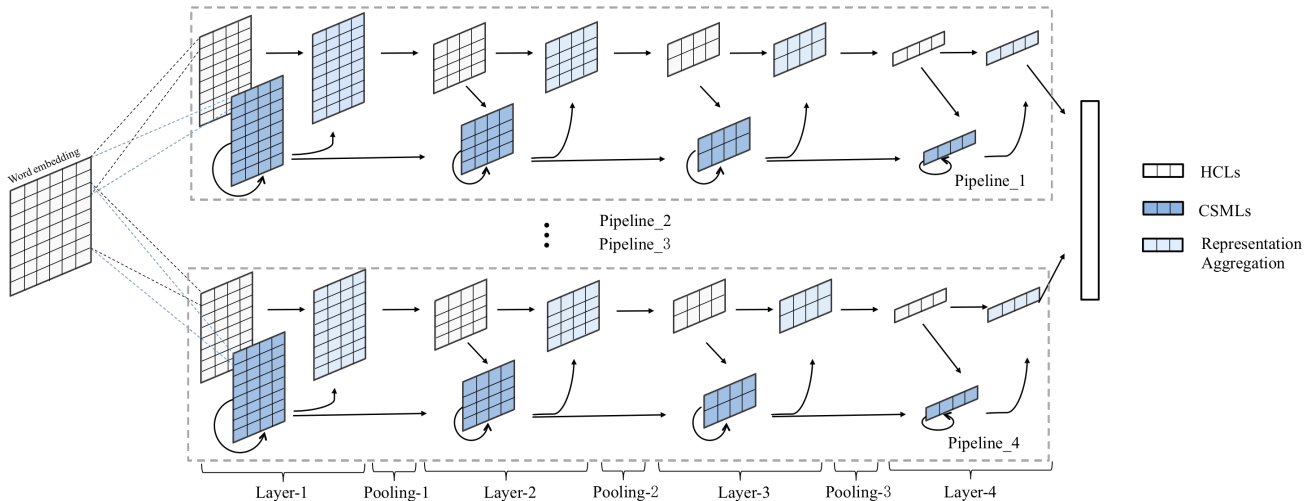 Word embedding
Pipeline_1
Pipeline_2
Pipeline_3
Pipeline_4
HCLs
CSMLs
Representation
Aggregation
Layer-1
Pooling-1
Layer-2
Pooling-2
Layer-3
Pooling-3
Layer-4